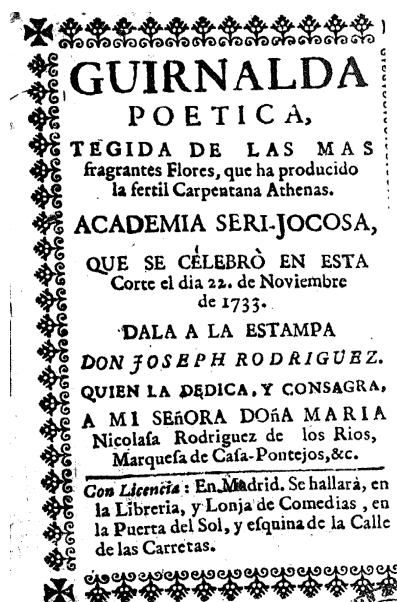 GUIRNALDA
POETICA,
TEGIDA DE LAS MAS
fragrantes Flores, que ha producido
la fertil Carpentana Athenas.
ACADEMIA SERI-JOCOSA,
QUE SE CELEBRÒ EN ESTA
Corte el dia 22. de Noviembre
de 1733.
DALA A LA ESTAMPA
DON JOSEPH RODRIGUEZ.
QUIEN LA DEDICA, Y CONSAGRA,
A MI SEñORA DOñA MARIA
Nicolasa Rodriguez de los Rios,
Marquesa de Casa-Pontejos, &c.
Con Licencia: En Madrid. Se hallarà, en
la Libreria, y Lonja de Comedias, en
la Puerta del Sol, y esquina de la Calle
de las Carretas.